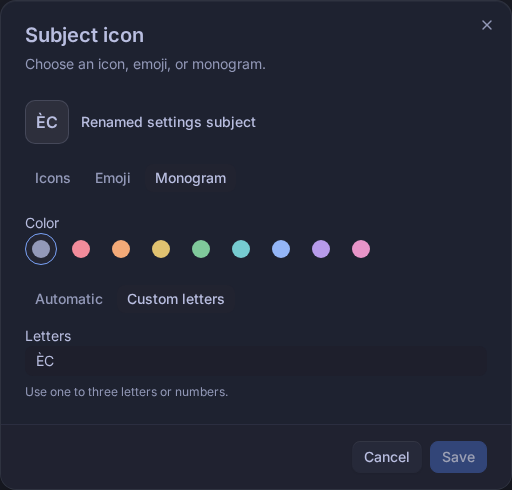 Subject icon
Choose an icon, emoji, or monogram.
ÈC
Renamed settings subject
Icons
Emoji
Monogram
Color
Automatic
Custom letters
Letters
ÈC
Use one to three letters or numbers.
Cancel
Save